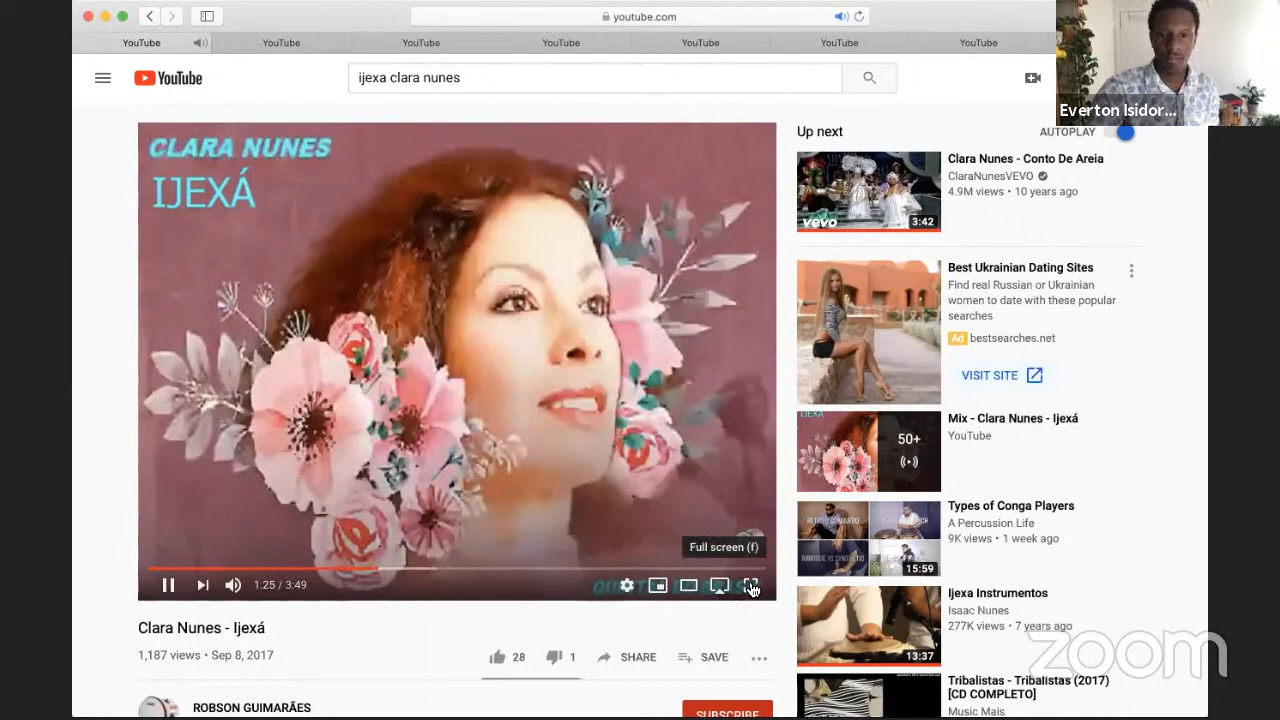 youtube.com
YouTube
YouTube
YouTube
YouTube
YouTube
YouTube
YouTube
YouTube
ijexa clara nunes
Everton Isidor...
CLARA NUNES
IJEXÁ
Full screen (f)
1:25 / 3:49
Clara Nunes - Ijexá
1,187 views • Sep 8, 2017
28
1
SHARE
SAVE
ROBSON GUIMARÃES
SUBSCRIBE
Up next
AUTOPLAY
Clara Nunes - Conto De Areia
ClaraNunesVEVO
4.9M views • 10 years ago
vevo
3:42
Best Ukrainian Dating Sites
Find real Russian or Ukrainian
women to date with these popular
searches
Ad bestsearches.net
VISIT SITE
IJEXÁ
50+
Mix - Clara Nunes - Ijexá
YouTube
Types of Conga Players
A Percussion Life
9K views • 1 week ago
15:59
Ijexa Instrumentos
Isaac Nunes
277K views • 7 years ago
13:37
zoom
Tribalistas - Tribalistas (2017)
[CD COMPLETO]
Music Mais